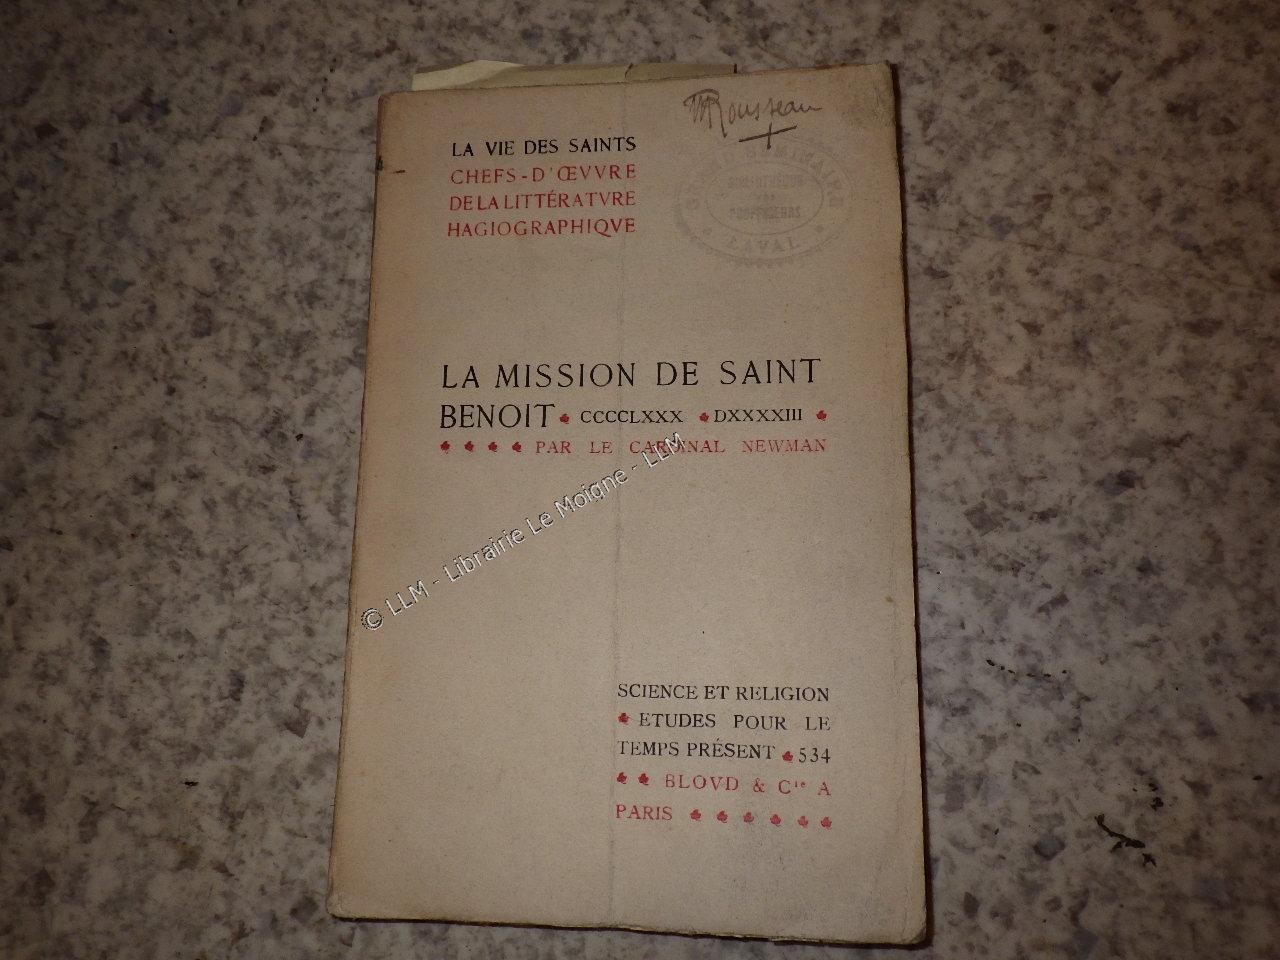 Rousseau
LA VIE DES SAINTS
CHEFS-D'ŒVVRE
DE LA LITTÉRATVRE
HAGIOGRAPHIQVE
PROFESSEURS
LAVAL
LA MISSION DE SAINT
BENOIT CCCCLXXX DXXXXIII
PAR LE CARDINAL NEWMAN
© LLM - Librairie Le Moigne - LLM
SCIENCE ET RELIGION
ETUDES POUR LE
TEMPS PRÉSENT 534
BLOVD & Cie A
PARIS